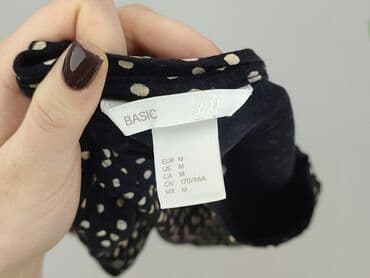 BASIC H&M
EUR M
US M
CA M
CN 170/96A
MX M